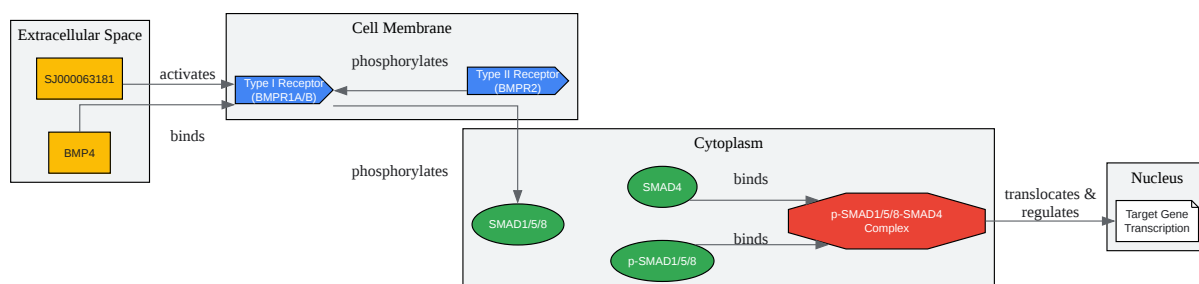 Extracellular Space
SJ000063181
BMP4
activates
binds
Cell Membrane
phosphorylates
Type I Receptor
(BMPR1A/B)
Type II Receptor
(BMPR2)
phosphorylates
Cytoplasm
SMAD1/5/8
SMAD4
p-SMAD1/5/8
binds
binds
p-SMAD1/5/8-SMAD4
Complex
translocates &
regulates
Nucleus
Target Gene
Transcription